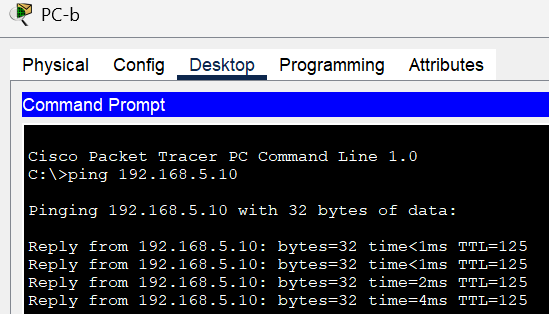 PC-b
Physical Config Desktop Programming Attributes
Command Prompt
Cisco Packet Tracer PC Command Line 1.0
C:\>ping 192.168.5.10
Pinging 192.168.5.10 with 32 bytes of data:
Reply from 192.168.5.10: bytes=32 time<1ms TTL=125
Reply from 192.168.5.10: bytes=32 time<1ms TTL=125
Reply from 192.168.5.10: bytes=32 time=2ms TTL=125
Reply from 192.168.5.10: bytes=32 time=4ms TTL=125